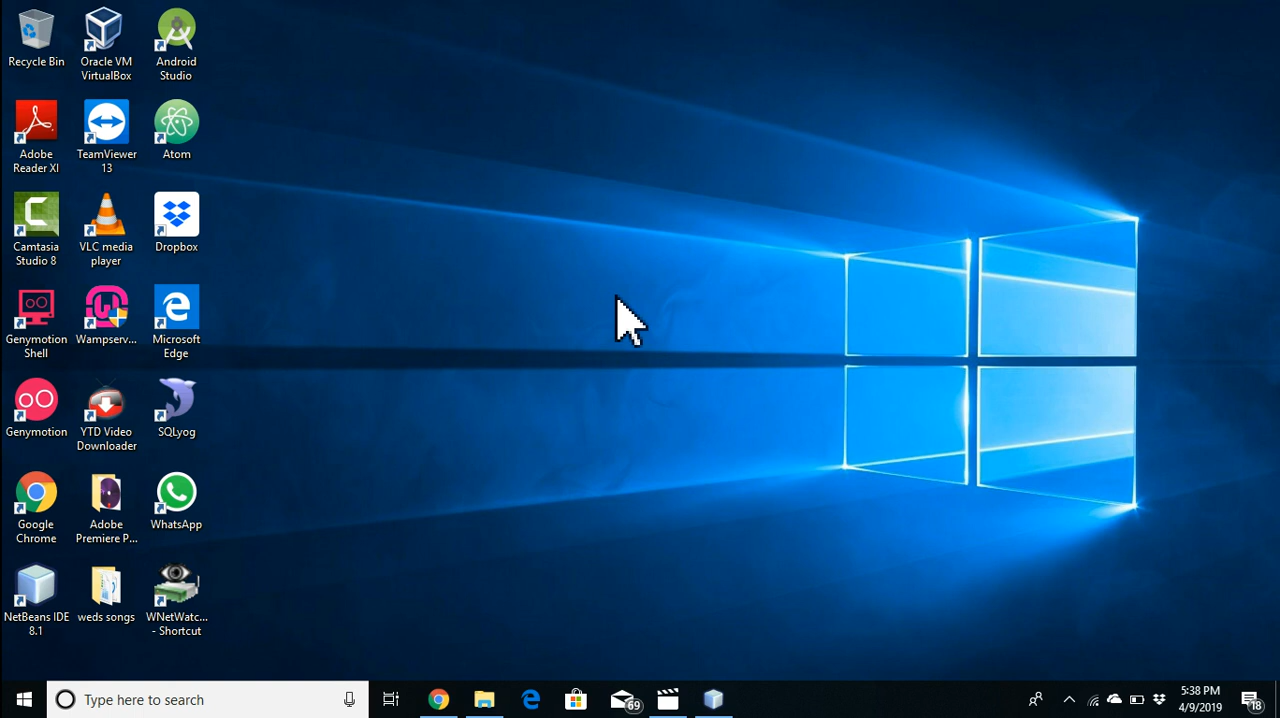 Recycle Bin
Oracle VM
VirtualBox
Android
Studio
Adobe
Reader XI
TeamViewer
13
Atom
Camtasia
Studio 8
VLC media
player
Dropbox
Genymotion
Shell
Wampserv...
Microsoft
Edge
Genymotion
YTD Video
Downloader
SQLyog
Google
Chrome
Adobe
Premiere P...
WhatsApp
NetBeans IDE
8.1
weds songs
WNetWatc...
- Shortcut
Type here to search
69
5:38 PM
4/9/2019
18